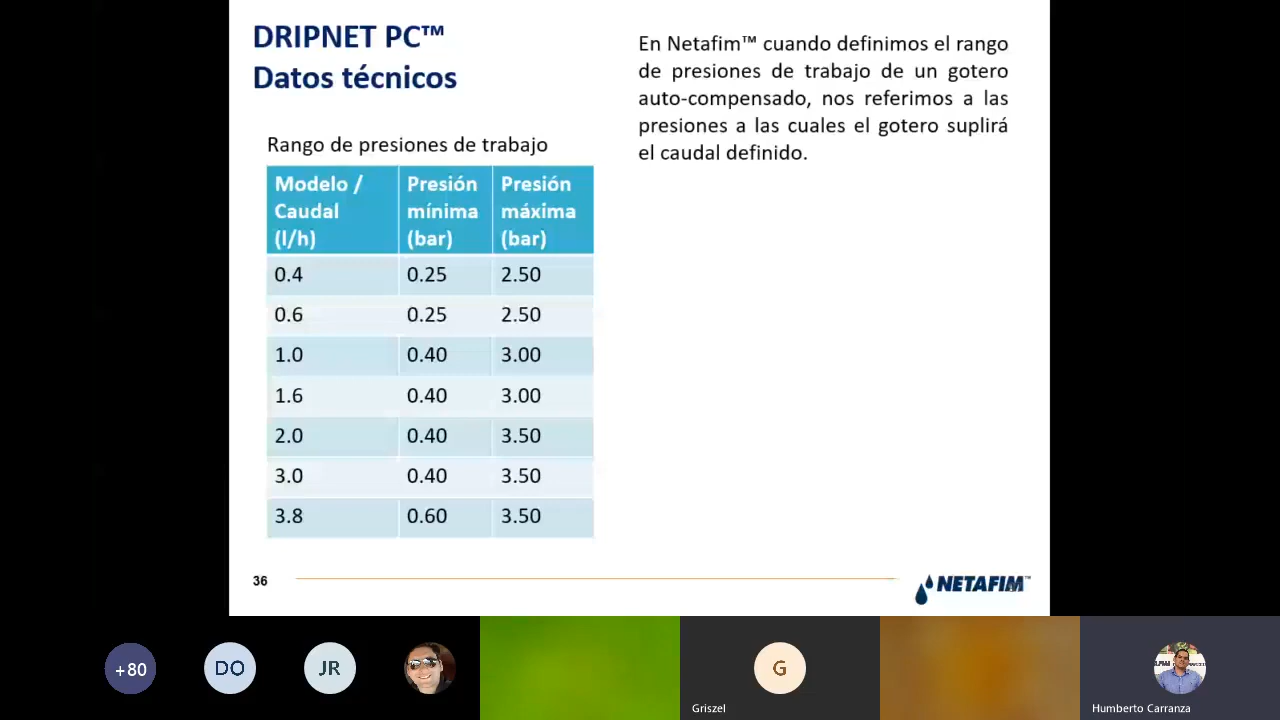 DRIPNET PC™
Datos técnicos
En Netafim™ cuando definimos el rango
de presiones de trabajo de un gotero
auto-compensado, nos referimos a las
presiones a las cuales el gotero suplirá
el caudal definido.
Rango de presiones de trabajo
Modelo / Caudal (l/h) Presión mínima (bar) Presión máxima (bar)
0.4 0.25 2.50
0.6 0.25 2.50
1.0 0.40 3.00
1.6 0.40 3.00
2.0 0.40 3.50
3.0 0.40 3.50
3.8 0.60 3.50
36
NETAFIM™
+80
DO
JR
G
Griszel
Humberto Carranza